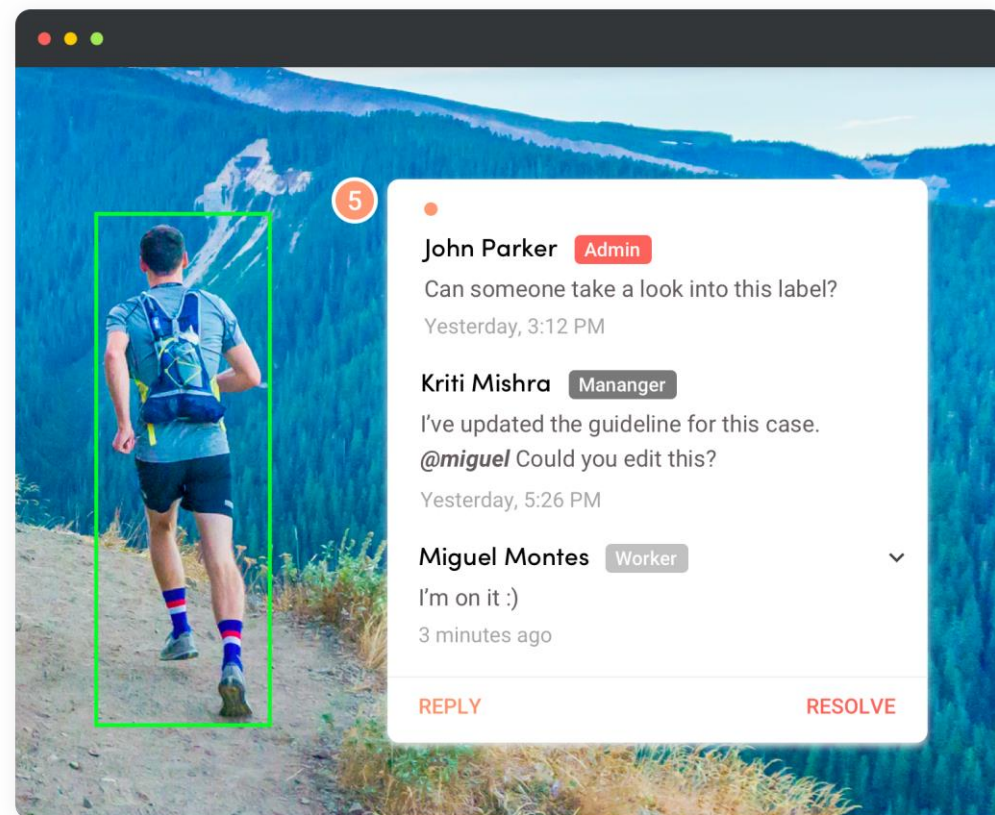 5
John Parker Admin
Can someone take a look into this label?
Yesterday, 3:12 PM
Kriti Mishra Mananger
I've updated the guideline for this case.
@miguel Could you edit this?
Yesterday, 5:26 PM
Miguel Montes Worker
I'm on it :)
3 minutes ago
REPLY RESOLVE